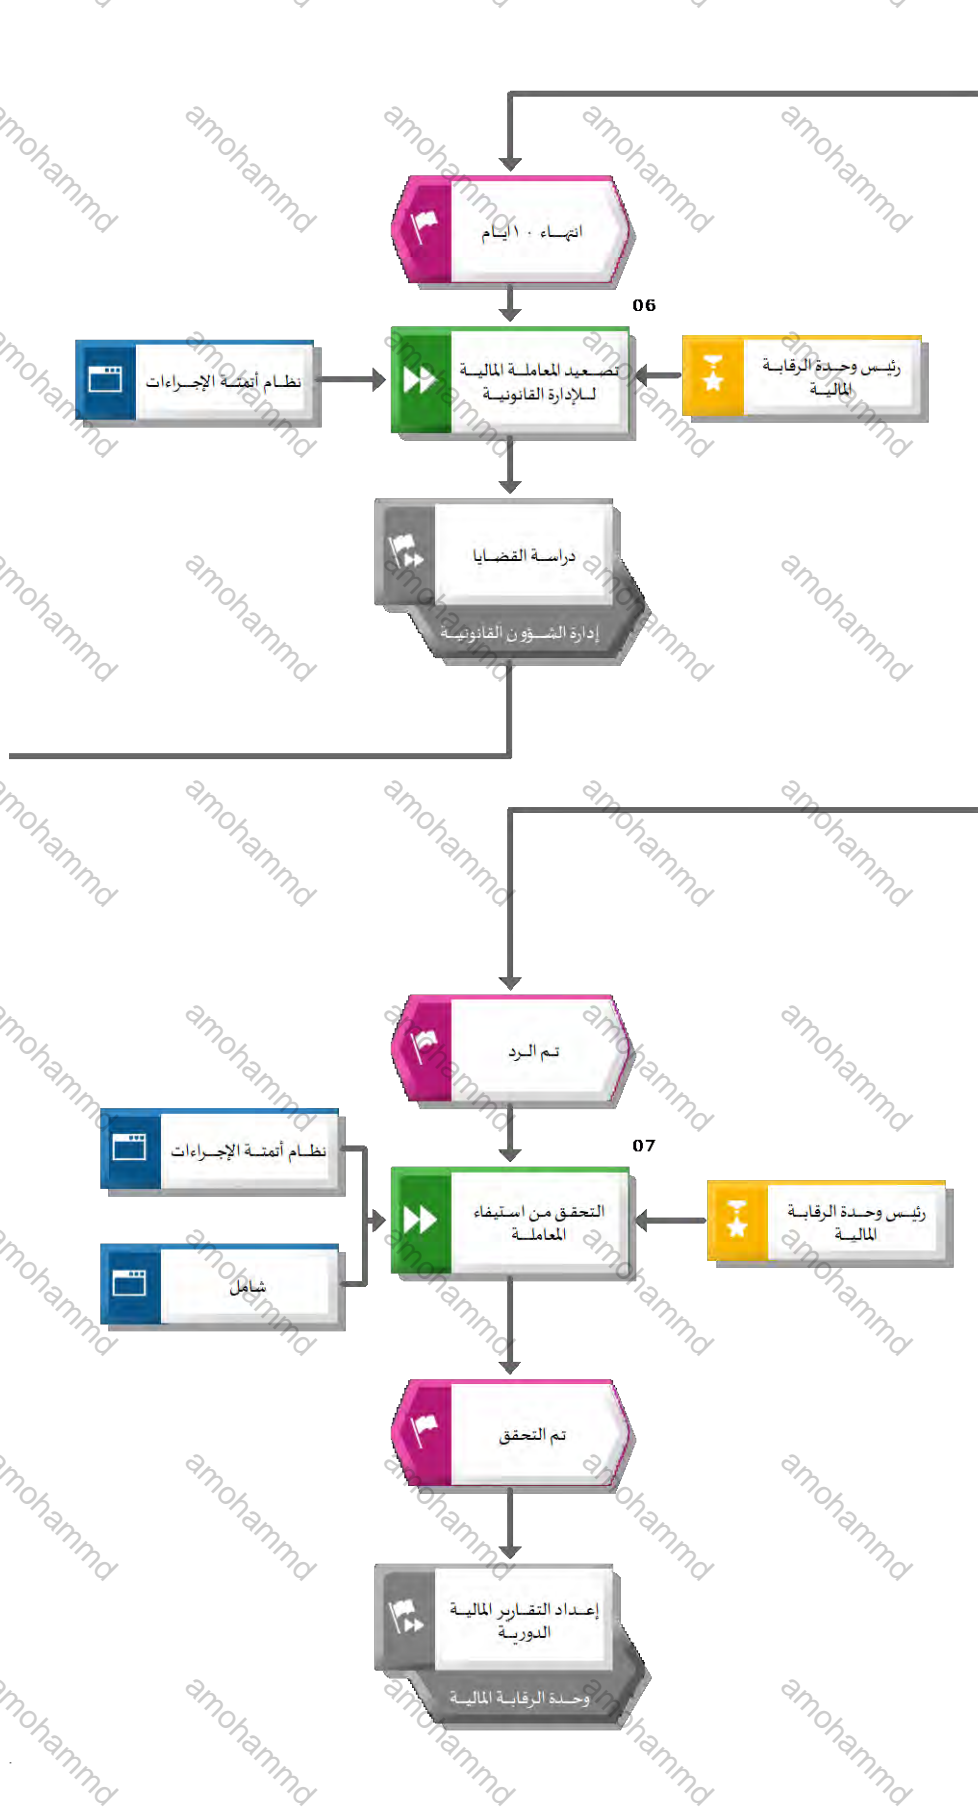 انتهاء ١٠ أيام
06
رئيس وحدة الرقابة
المالية
تصعيد المعاملة المالية
للإدارة القانونية
نظام أتمتة الإجراءات
دراسة القضايا
إدارة الشؤون القانونية
تم الرد
07
رئيس وحدة الرقابة
المالية
التحقق من استيفاء
المعاملة
نظام أتمتة الإجراءات
شامل
تم التحقق
إعداد التقارير المالية
الدورية
وحدة الرقابة المالية
amohammd